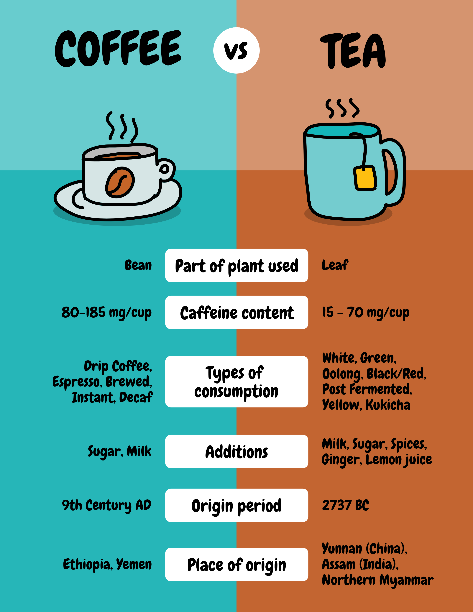 COFFEE vs TEA
Bean Part of plant used Leaf
80-185 mg/cup Caffeine content 15 - 70 mg/cup
Drip Coffee,
Espresso, Brewed,
Instant, Decaf
Types of
consumption
White, Green,
Oolong, Black/Red,
Post Fermented,
Yellow, Kukicha
Sugar, Milk
Additions
Milk, Sugar, Spices,
Ginger, Lemon juice
9th Century AD Origin period 2737 BC
Ethiopia, Yemen
Place of origin
Yunnan (China),
Assam (India),
Northern Myanmar